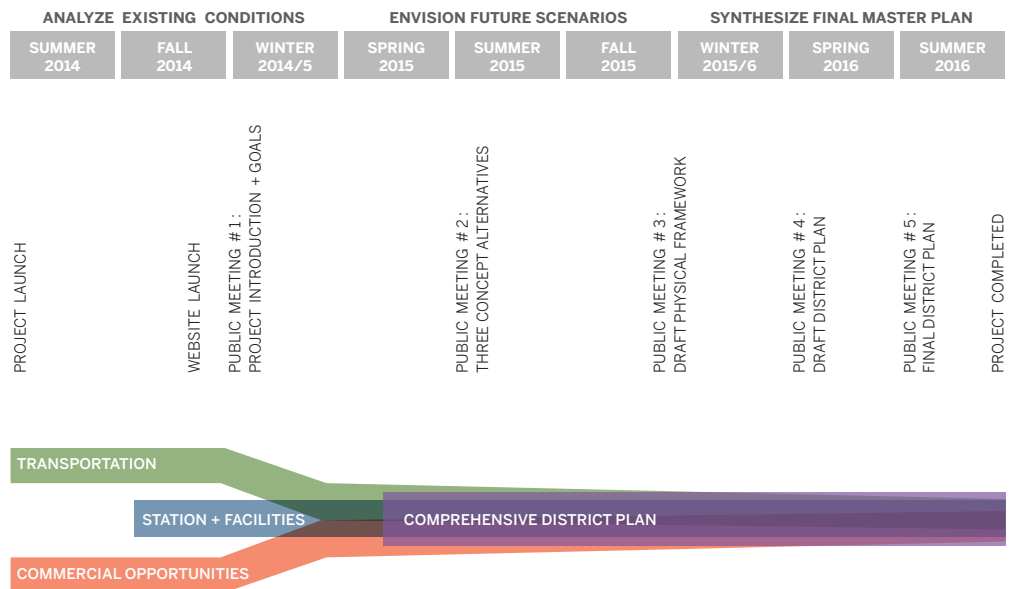 ANALYZE EXISTING CONDITIONS
ENVISION FUTURE SCENARIOS
SYNTHESIZE FINAL MASTER PLAN
SUMMER
2014
FALL
2014
WINTER
2014/5
SPRING
2015
SUMMER
2015
FALL
2015
WINTER
2015/6
SPRING
2016
SUMMER
2016
PROJECT LAUNCH
WEBSITE LAUNCH
PUBLIC MEETING # 1 :
PROJECT INTRODUCTION + GOALS
PUBLIC MEETING # 2 :
THREE CONCEPT ALTERNATIVES
PUBLIC MEETING # 3 :
DRAFT PHYSICAL FRAMEWORK
PUBLIC MEETING # 4 :
DRAFT DISTRICT PLAN
PUBLIC MEETING # 5 :
FINAL DISTRICT PLAN
PROJECT COMPLETED
TRANSPORTATION
STATION + FACILITIES
COMPREHENSIVE DISTRICT PLAN
COMMERCIAL OPPORTUNITIES